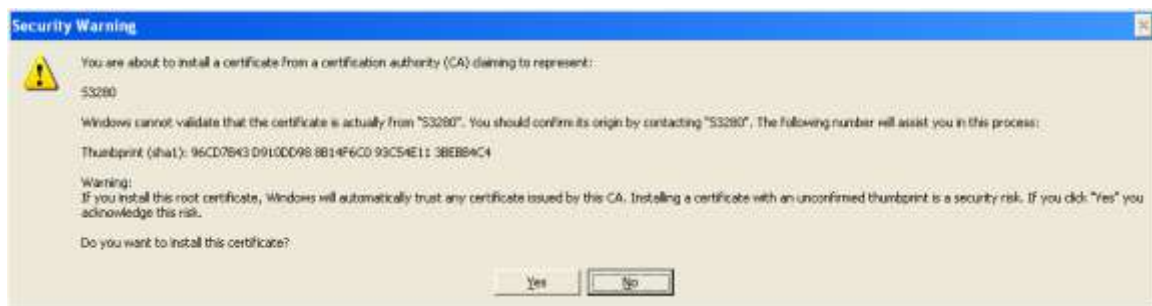 Security Warning
You are about to install a certificate from a certification authority (CA) claiming to represent:
53280
Windows cannot validate that the certificate is actually from "53280". You should confirm its origin by contacting "53280". The following number will assist you in this process:
Thumbprint (sha1): 96CD7843 D910DD98 8B14F6C0 93C54E11 3BEBB4C4
Warning:
If you install this root certificate, Windows will automatically trust any certificate issued by this CA. Installing a certificate with an unconfirmed thumbprint is a security risk. If you click "Yes" you
acknowledge this risk.
Do you want to install this certificate?
Yes No